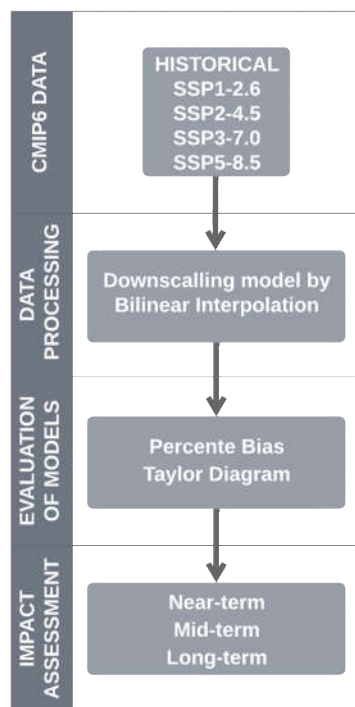 CMIP6 DATA
HISTORICAL
SSP1-2.6
SSP2-4.5
SSP3-7.0
SSP5-8.5
DATA
PROCESSING
Downscalling model by
Bilinear Interpolation
EVALUATION
OF MODELS
Percente Bias
Taylor Diagram
IMPACT
ASSESSMENT
Near-term
Mid-term
Long-term